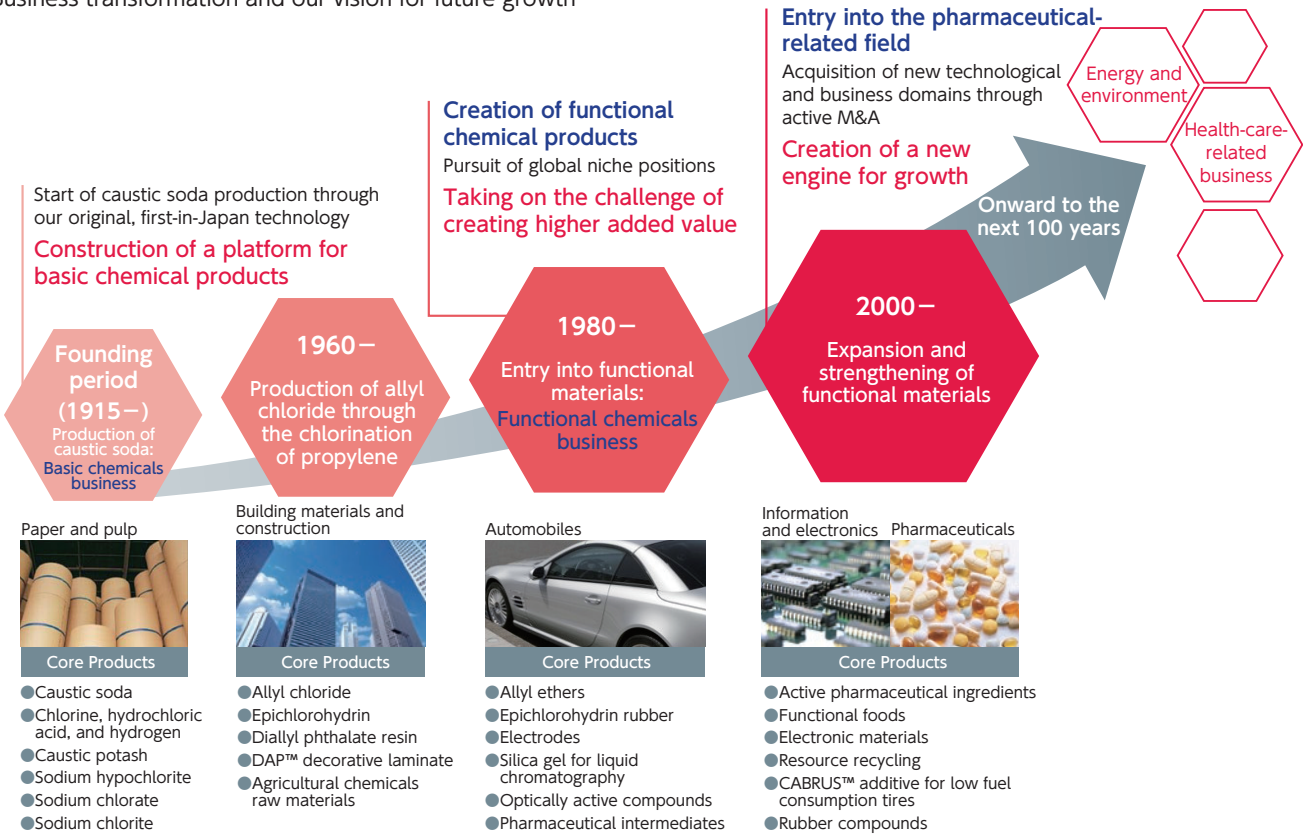 Business transformation and our vision for future growth
Start of caustic soda production through
our original, first-in-Japan technology
Construction of a platform for
basic chemical products
Founding
period
(1915−)
Production of
caustic soda:
Basic chemicals
business
1960−
Production of allyl
chloride through
the chlorination
of propylene
Creation of functional
chemical products
Pursuit of global niche positions
Taking on the challenge of
creating higher added value
1980−
Entry into functional
materials:
Functional chemicals
business
Entry into the pharmaceutical-
related field
Acquisition of new technological
and business domains through
active M&A
Creation of a new
engine for growth
2000−
Expansion and
strengthening of
functional materials
Onward to the
next 100 years
Energy and
environment
Health-care-
related
business
Paper and pulp
Core Products
●Caustic soda
●Chlorine, hydrochloric
acid, and hydrogen
●Caustic potash
●Sodium hypochlorite
●Sodium chlorate
●Sodium chlorite
Building materials and
construction
Core Products
●Allyl chloride
●Epichlorohydrin
●Diallyl phthalate resin
●DAP™ decorative laminate
●Agricultural chemicals
raw materials
Automobiles
Core Products
●Allyl ethers
●Epichlorohydrin rubber
●Electrodes
●Silica gel for liquid
chromatography
●Optically active compounds
●Pharmaceutical intermediates
Information
and electronics
Pharmaceuticals
Core Products
●Active pharmaceutical ingredients
●Functional foods
●Electronic materials
●Resource recycling
●CABRUS™ additive for low fuel
consumption tires
●Rubber compounds